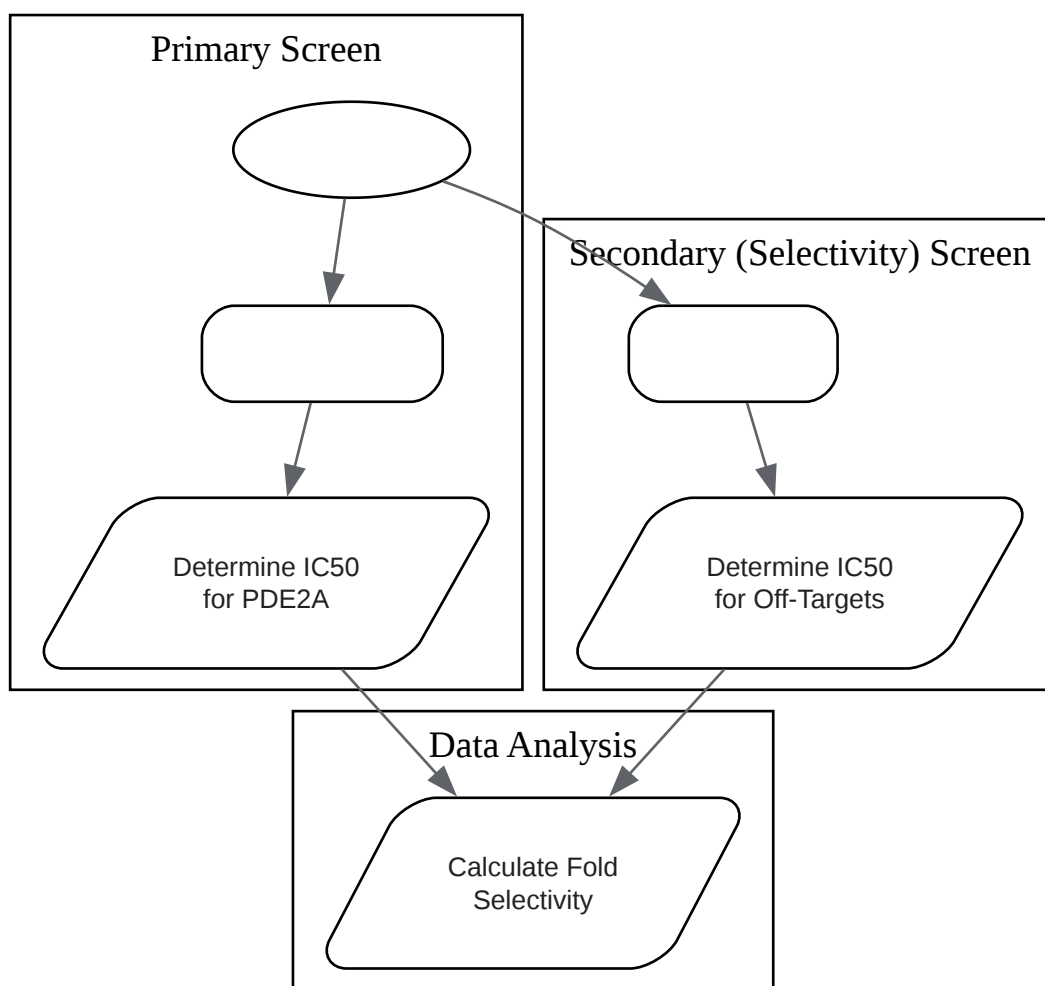 Primary Screen
Secondary (Selectivity) Screen
Determine IC50
for PDE2A
Determine IC50
for Off-Targets
Data Analysis
Calculate Fold
Selectivity